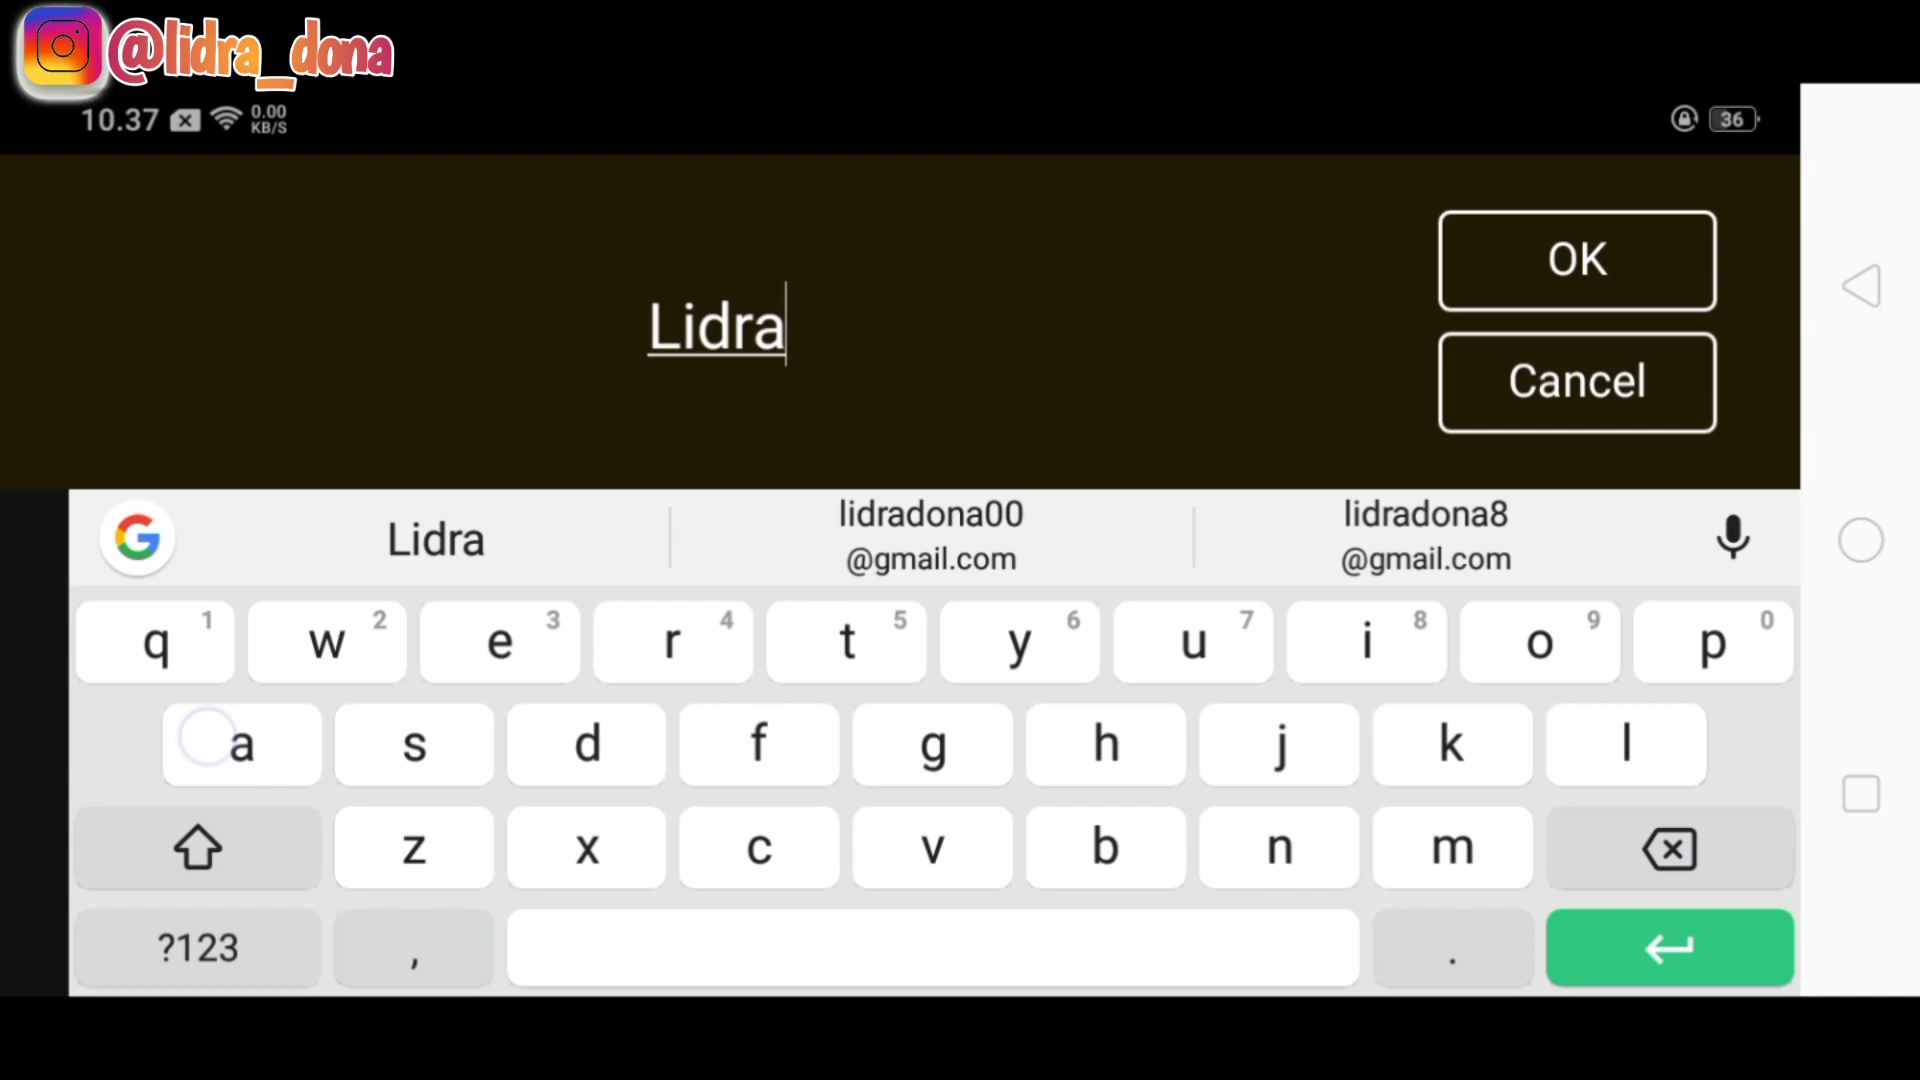 @lidra_dona
10.37 0.00 KB/S 36
OK
Lidra
Cancel
Lidra lidradona00 @gmail.com lidradona8 @gmail.com
q 1 w 2 e 3 r 4 t 5 y 6 u 7 i 8 o 9 p 0
a s d f g h j k l
z x c v b n m
?123 , .